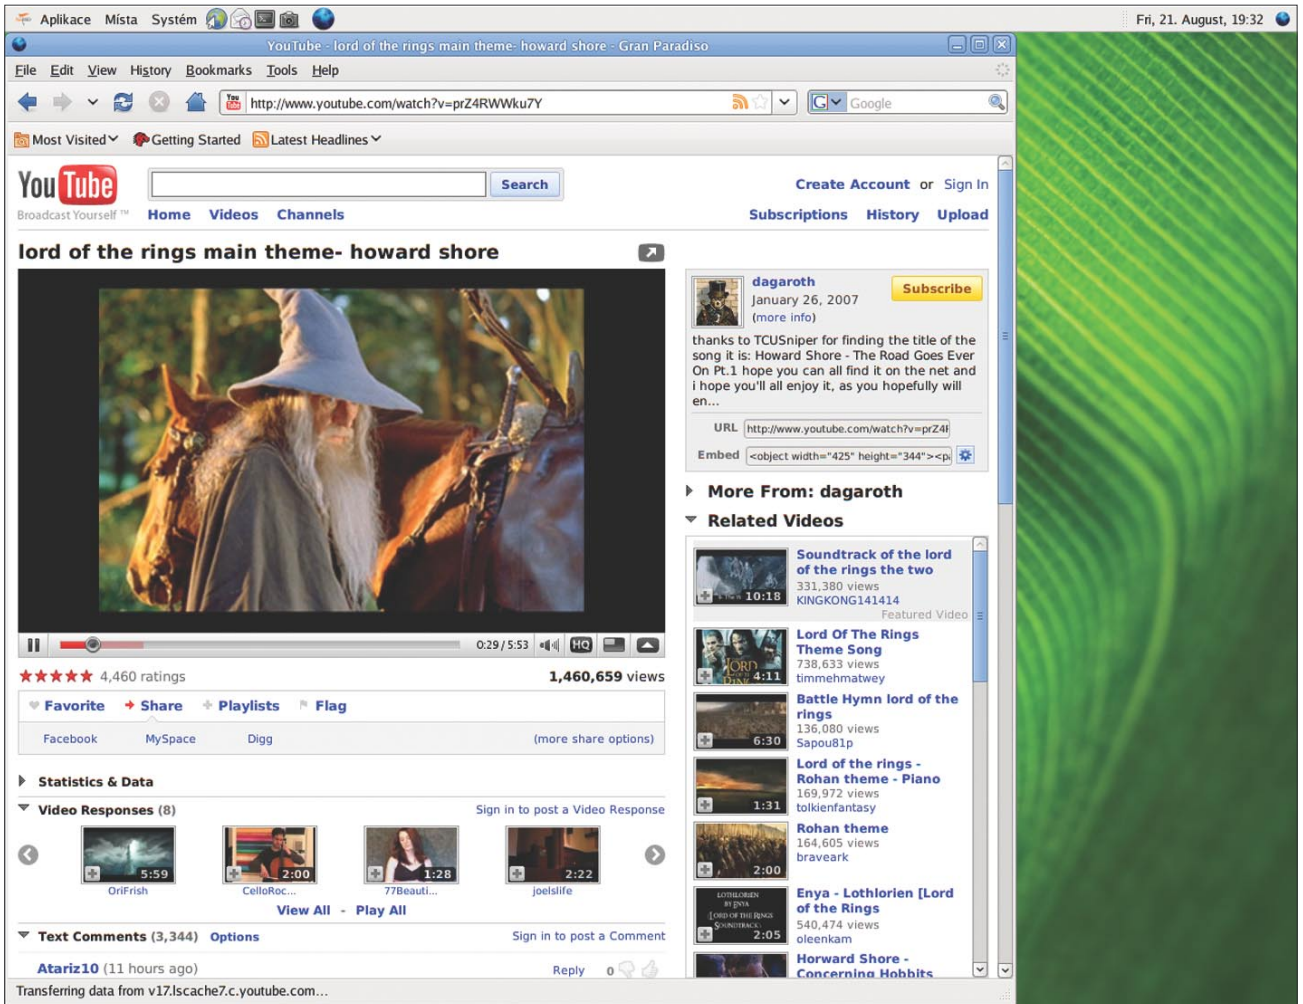 Aplikace Místa Systém Fri, 21. August, 19:32
YouTube - lord of the rings main theme- howard shore - Gran Paradiso
File Edit View History Bookmarks Tools Help
You Tube http://www.youtube.com/watch?v=prZ4RWWku7Y G Google
Most Visited Getting Started Latest Headlines
YouTube Search Create Account or Sign In
Broadcast Yourself ™ Home Videos Channels Subscriptions History Upload
lord of the rings main theme- howard shore
dagaroth Subscribe
January 26, 2007
(more info)
thanks to TCUSniper for finding the title of the
song it is: Howard Shore - The Road Goes Ever
On Pt.1 hope you can all find it on the net and
i hope you'll all enjoy it, as you hopefully will
en...
URL http://www.youtube.com/watch?v=prZ4
Embed <object width="425" height="344"><p
More From: dagaroth
Related Videos
Soundtrack of the lord
of the rings the two
331,380 views
10:18 KINGKONG141414
Featured Video
Lord Of The Rings
Theme Song
738,633 views
4:11 timmehmatwey
Battle Hymn lord of the
rings
136,080 views
6:30 Sapou81p
Lord of the rings -
Rohan theme - Piano
169,972 views
1:31 tolkienfantasy
Rohan theme
164,605 views
braveark
2:00
LOTHLORIEN
BY ENYA
(LORD OF THE RINGS
SOUNDTRACK)
Enya - Lothlorien [Lord
of the Rings
540,474 views
2:05 oleenkam
Horward Shore -
Concerning Hobbits
0:29 / 5:53 HQ
4,460 ratings 1,460,659 views
Favorite Share Playlists Flag
Facebook MySpace Digg (more share options)
Statistics & Data
Video Responses (8) Sign in to post a Video Response
5:59 2:00 1:28 2:22
OriFrish CelloRoc... 77Beauti... joelslife
View All - Play All
Text Comments (3,344) Options Sign in to post a Comment
Atariz10 (11 hours ago) Reply 0
Transferring data from v17.lscache7.c.youtube.com...